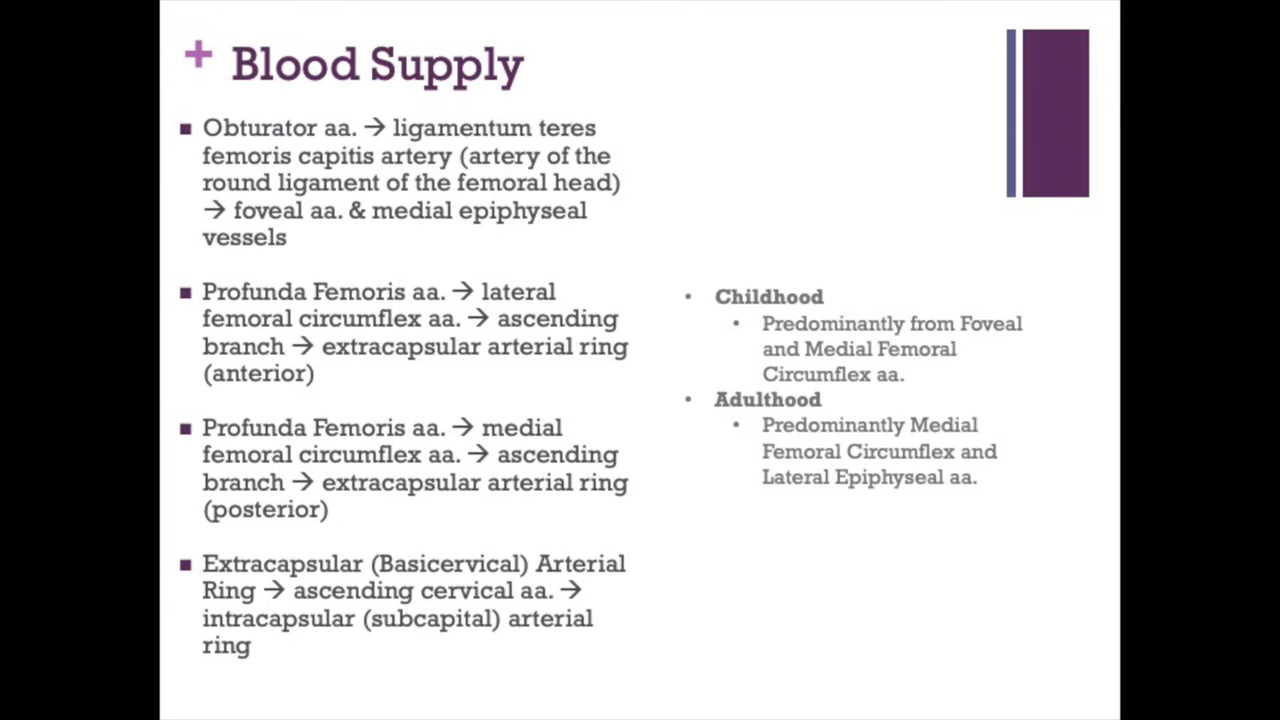 + Blood Supply
■ Obturator aa. → ligamentum teres
femoris capitis artery (artery of the
round ligament of the femoral head)
→ foveal aa. & medial epiphyseal
vessels
■ Profunda Femoris aa. → lateral
femoral circumflex aa. → ascending
branch → extracapsular arterial ring
(anterior)
■ Profunda Femoris aa. → medial
femoral circumflex aa. → ascending
branch → extracapsular arterial ring
(posterior)
■ Extracapsular (Basicervical) Arterial
Ring → ascending cervical aa. →
intracapsular (subcapital) arterial
ring
• Childhood
• Predominantly from Foveal
and Medial Femoral
Circumflex aa.
• Adulthood
• Predominantly Medial
Femoral Circumflex and
Lateral Epiphyseal aa.